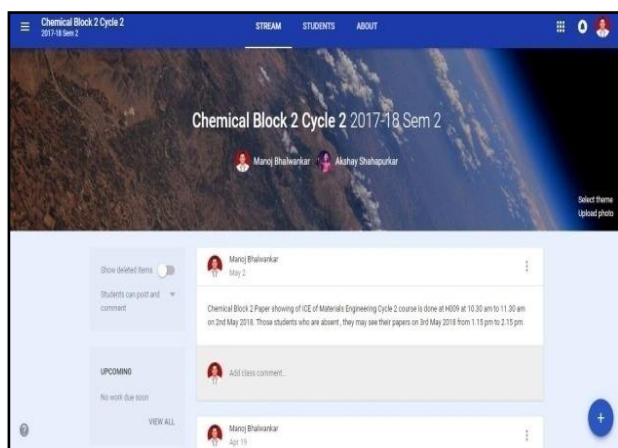 Chemical Block 2 Cycle 2
2017-18 Sem 2
STREAM
STUDENTS
ABOUT
Chemical Block 2 Cycle 2 2017-18 Sem 2
Manoj Bhalwankar
Akshay Shahapurkar
Select theme
Upload photo
Show deleted items
Students can post and
comment
UPCOMING
No work due soon
VIEW ALL
Manoj Bhalwankar
May 2
Chemical Block 2 Paper showing of ICE of Materials Engineering Cycle 2 course is done at H009 at 10.30 am to 11.30 am
on 2nd May 2018. Those students who are absent , they may see their papers on 3rd May 2018 from 1.15 pm to 2.15 pm
Add class comment...
Manoj Bhalwankar
Apr 19